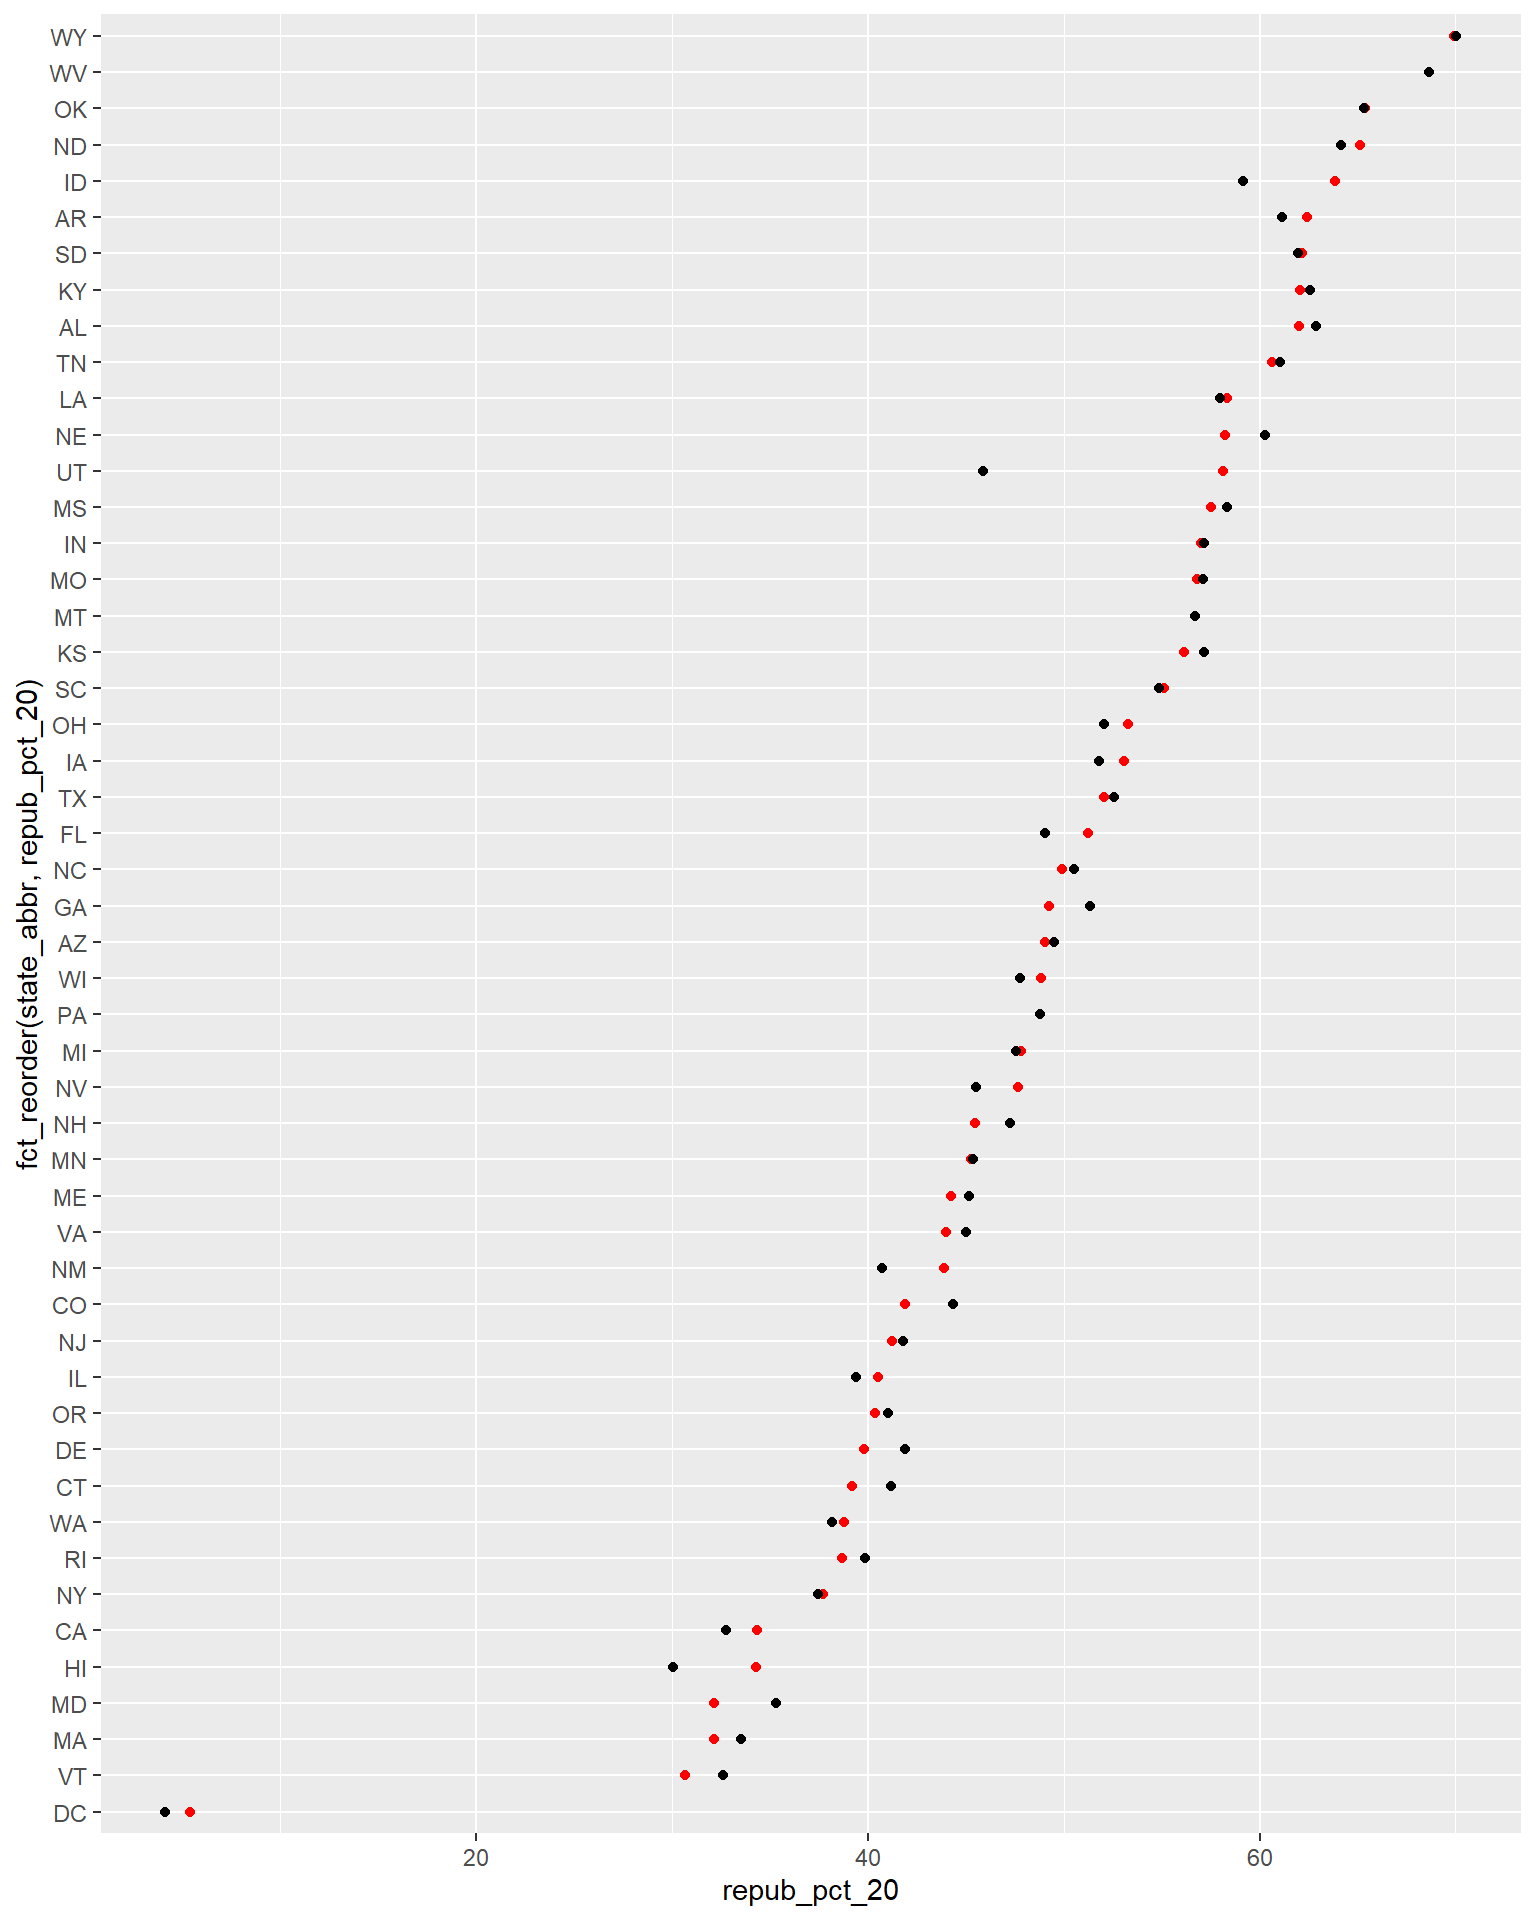 WY
WV
OK
ND
ID
AR
SD
KY
AL
TN
LA
NE
UT
MS
IN
MO
MT
KS
SC
OH
IA
TX
FL
NC
GA
AZ
WI
PA
MI
NV
NH
MN
ME
VA
NM
CO
NJ
IL
OR
DE
CT
WA
RI
NY
CA
HI
MD
MA
VT
DC
fct_reorder(state_abbr, repub_pct_20)
20 40 60
repub_pct_20